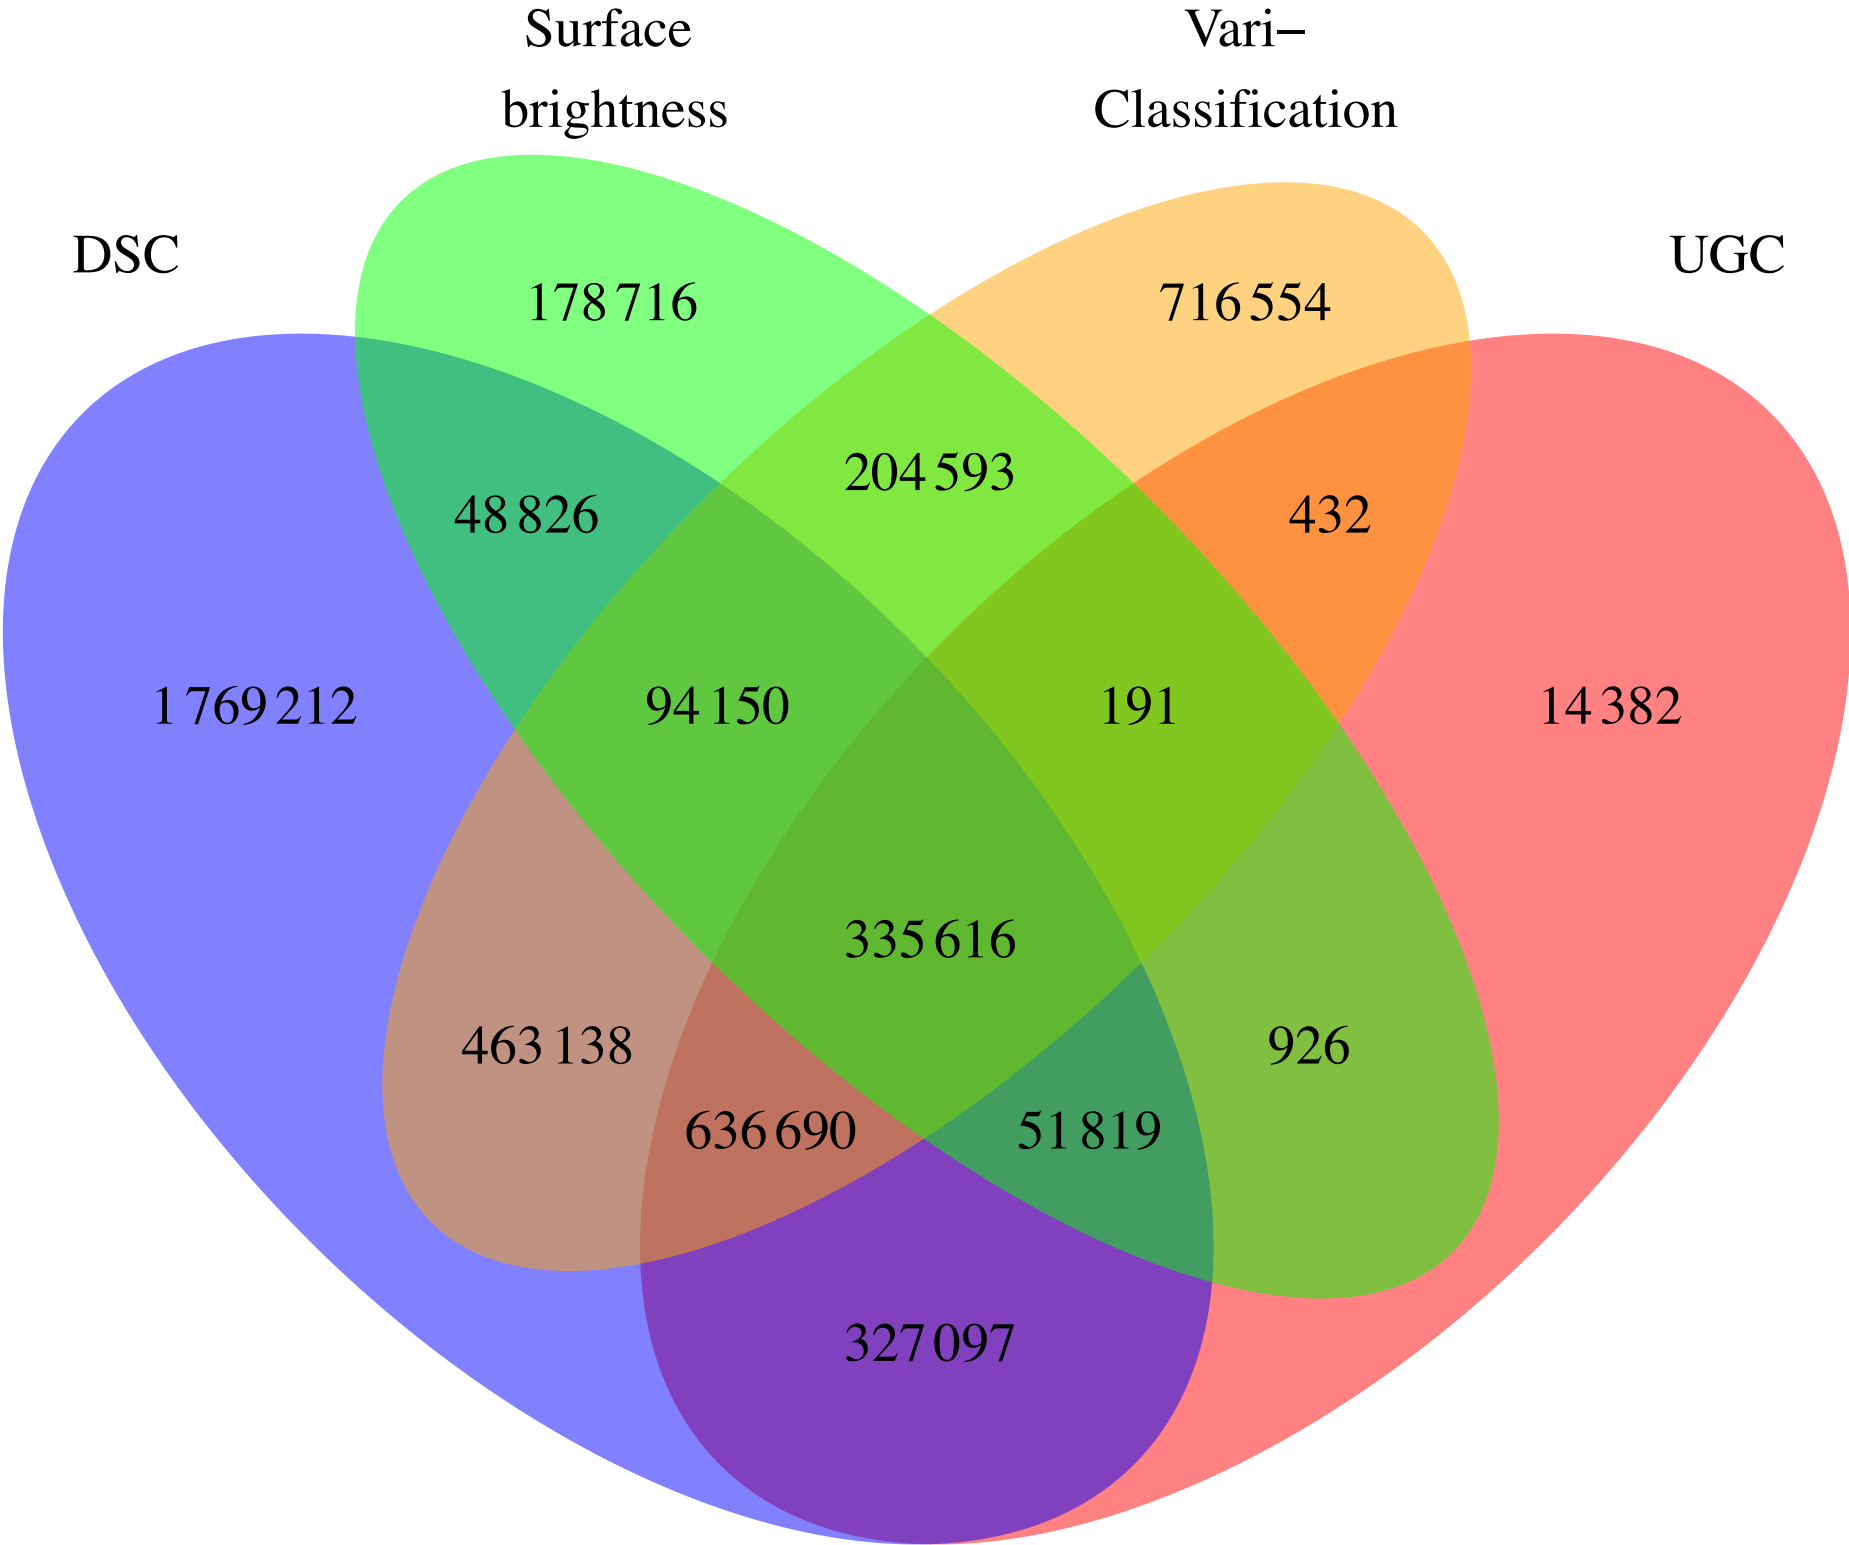 Surface
brightness
Vari–
Classification
DSC
UGC
178 716
716 554
204 593
48 826
432
1 769 212
94 150
191
14 382
335 616
463 138
926
636 690
51 819
327 097